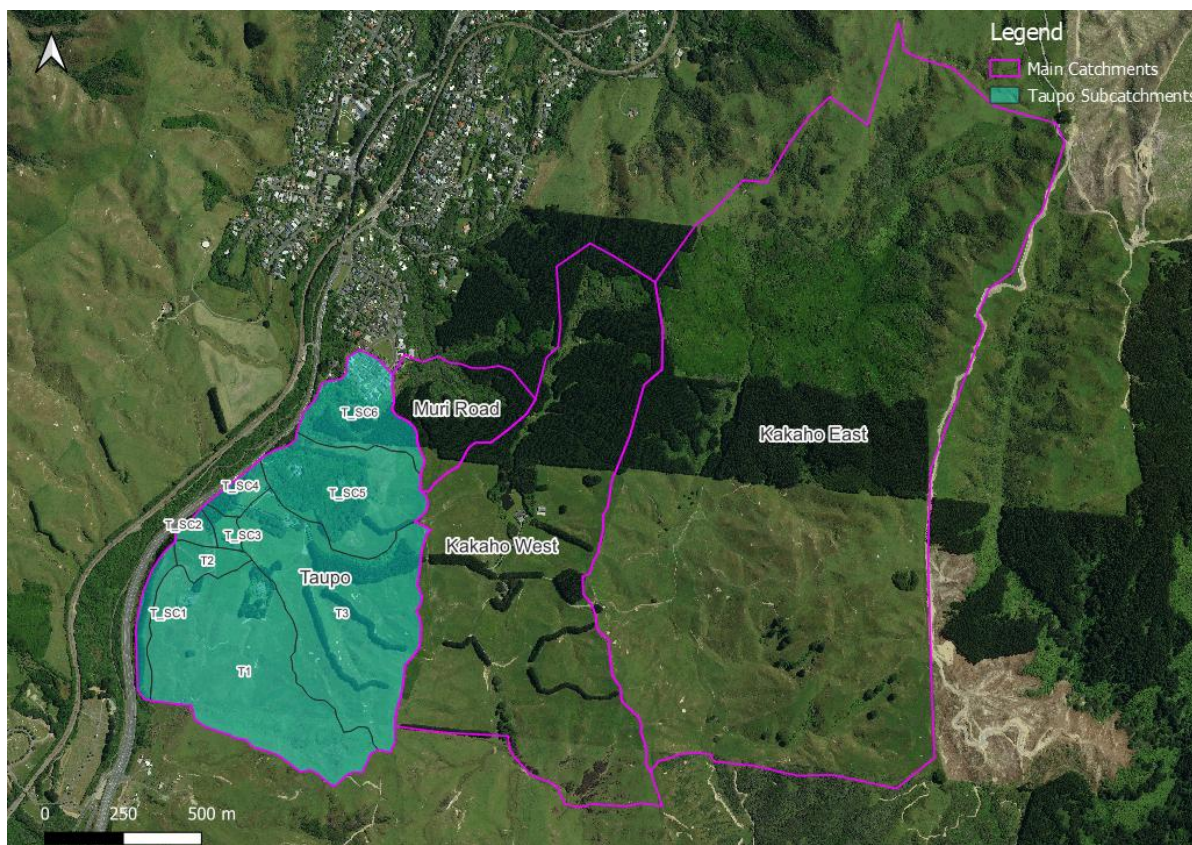 Legend
Main Catchments
Taupo Subcatchments
T_SC6
Muri Road
Kakaho East
T_SC5
T_SC4
T_SC2
T_SC3
Kakaho West
T2
Taupo
T_SC1
T3
T1
0 250 500 m